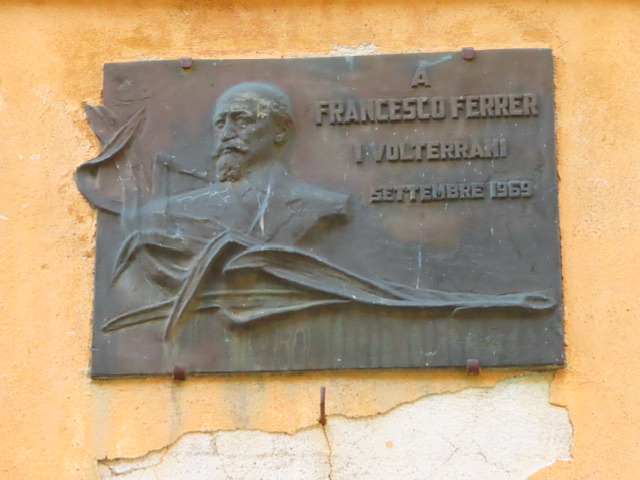 A
FRANCESCO FERRER
I VOLTERRANI
SETTEMBRE 1969